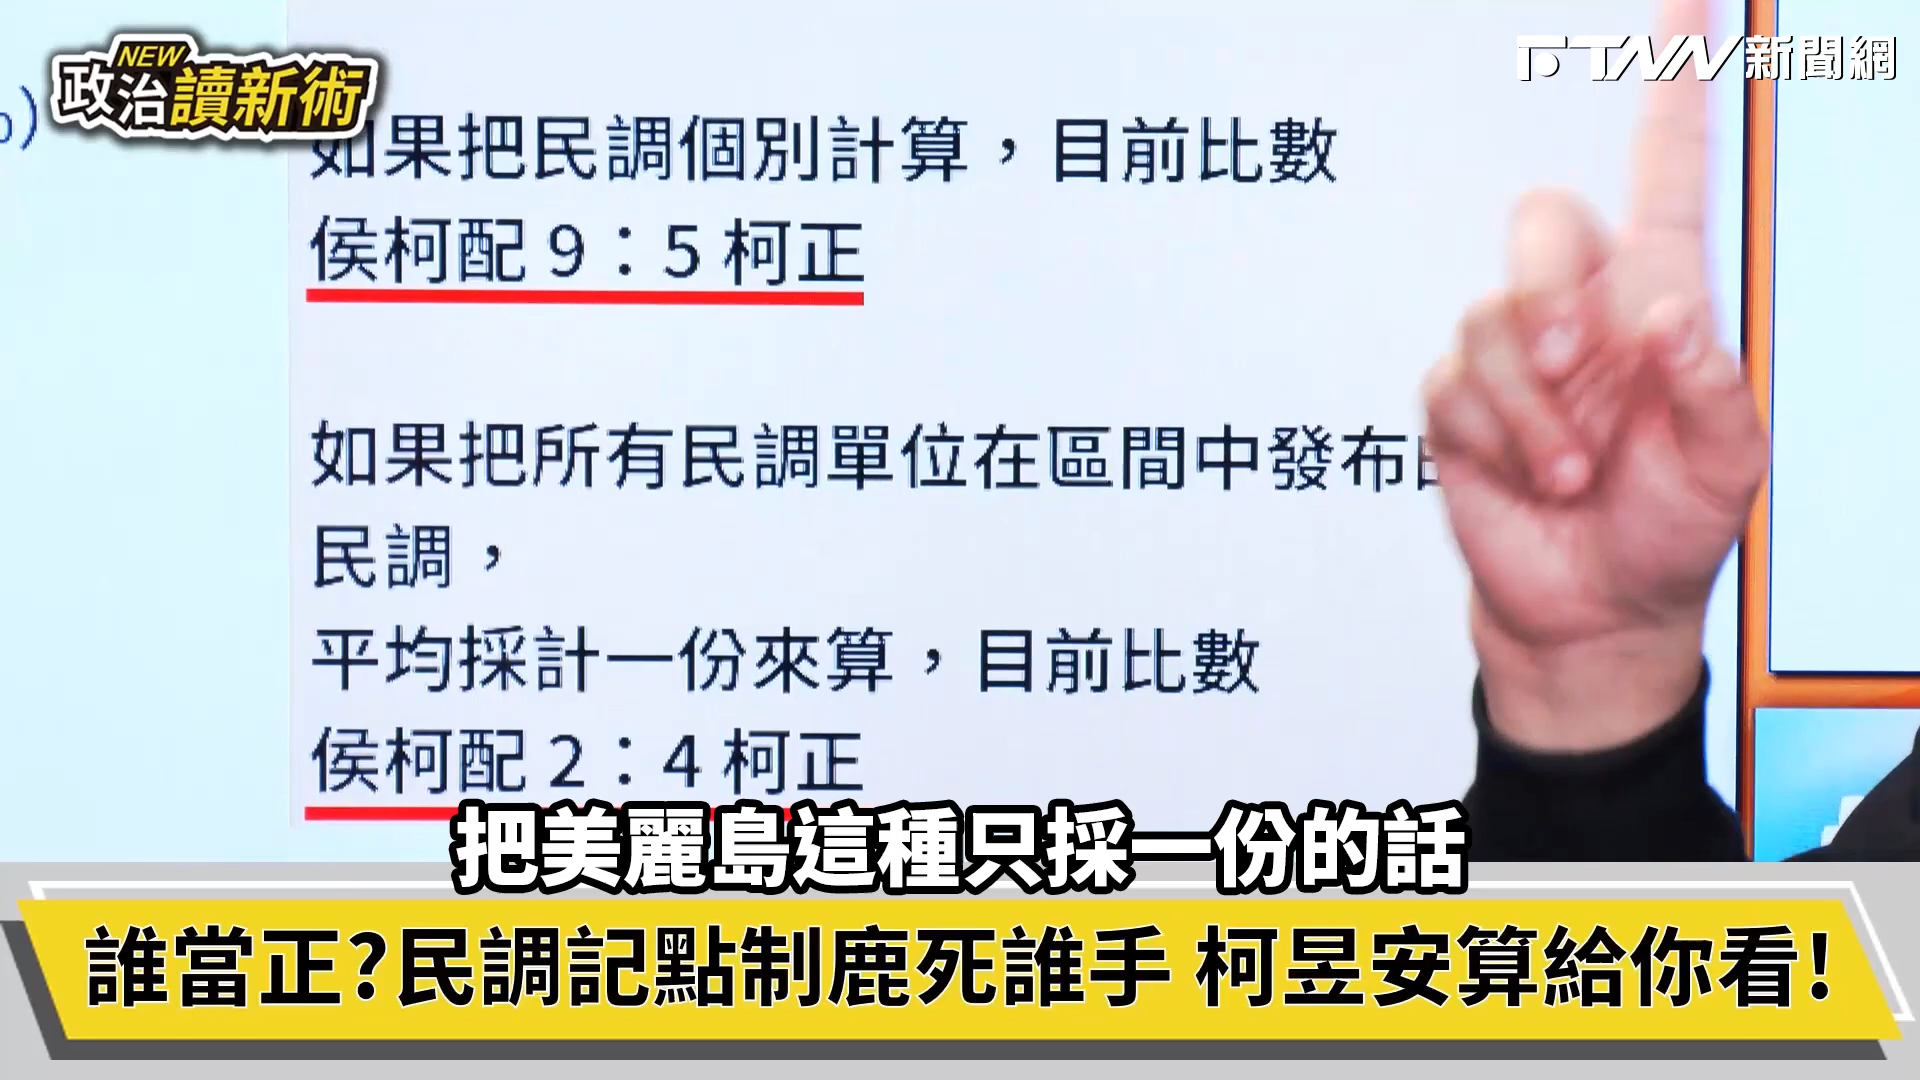 NEW
政治讀新術
FTNN新聞網
如果把民調個別計算，目前比數
侯柯配 9：5 柯正
如果把所有民調單位在區間中發布
民調，
平均採計一份來算，目前比數
侯柯配 2：4 柯正
把美麗島這種只採一份的話
誰當正?民調記點制鹿死誰手 柯昱安算給你看!